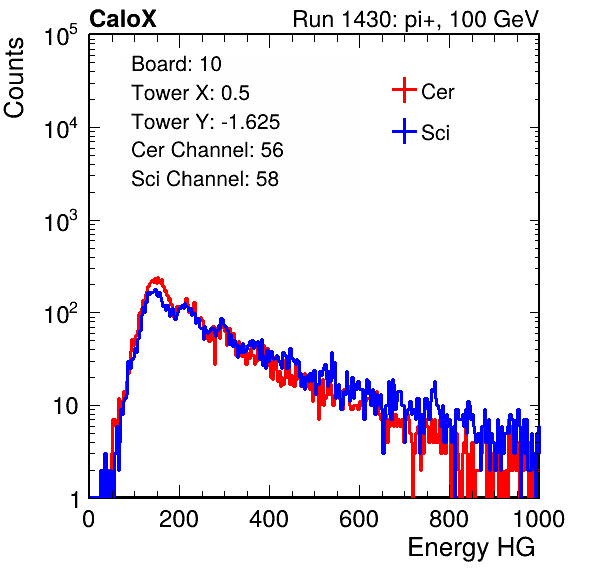 CaloX Run 1430: pi+, 100 GeV
Counts
Board: 10
Tower X: 0.5
Tower Y: -1.625
Cer Channel: 56
Sci Channel: 58
Cer
Sci
10^5
10^4
10^3
10^2
10
1
0 200 400 600 800 1000
Energy HG